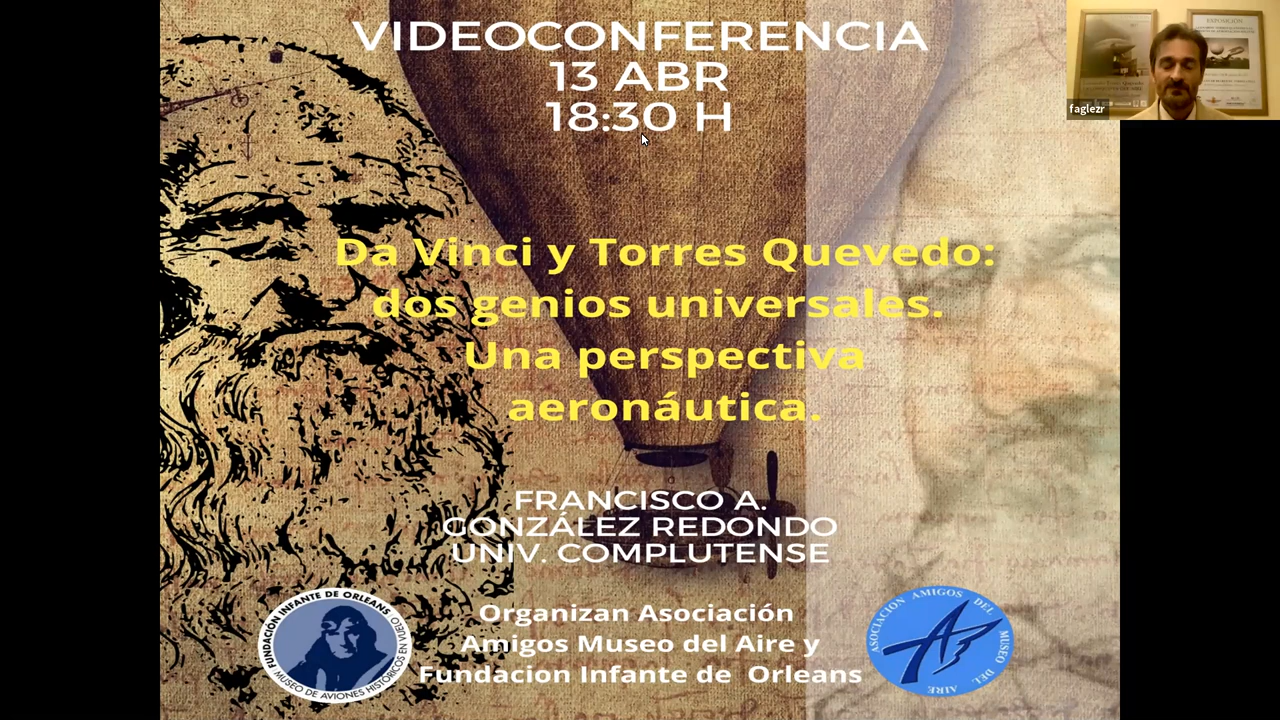 VIDEOCONFERENCIA
13 ABR
18:30 H
EXPOSICIÓN
faglezr
Da Vinci y Torres Quevedo:
dos genios universales.
Una perspectiva
aeronáutica.
FRANCISCO A.
GONZÁLEZ REDONDO
UNIV. COMPLUTENSE
Organizan Asociación
Amigos Museo del Aire y
Fundacion Infante de Orleans
FUNDACIÓN INFANTE DE ORLEANS
MUSEO DE AVIONES HISTÓRICOS EN VUELO
ASOCIACION AMIGOS DEL MUSEO DEL AIRE